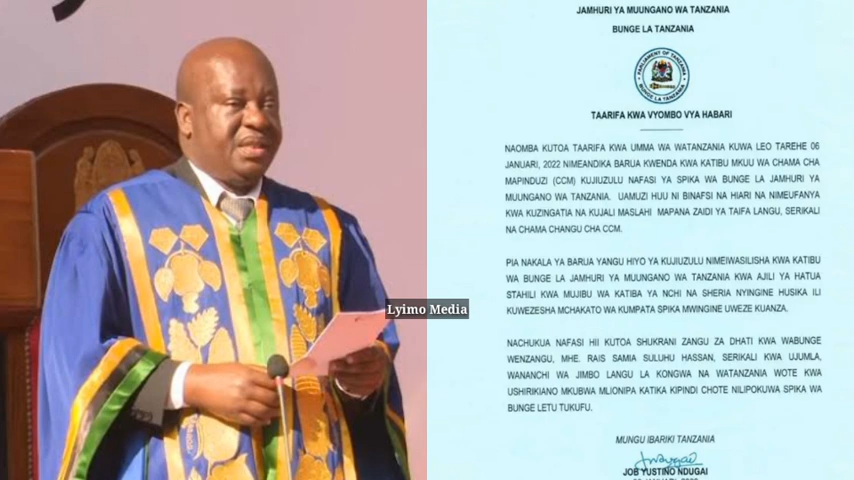 JAMHURI YA MUUNGANO WA TANZANIA
BUNGE LA TANZANIA
PARLIAMENT OF TANZANIA
BUNGE LA TANZANIA
TAARIFA KWA VYOMBO VYA HABARI
NAOMBA KUTOA TAARIFA KWA UMMA WA WATANZANIA KUWA LEO TAREHE 06
JANUARI, 2022 NIMEANDIKA BARUA KWENDA KWA KATIBU MKUU WA CHAMA CHA
MAPINDUZI (CCM) KUJIUZULU NAFASI YA SPIKA WA BUNGE LA JAMHURI YA
MUUNGANO WA TANZANIA. UAMUZI HUU NI BINAFSI NA HIARI NA NIMEUFANYA
KWA KUZINGATIA NA KUJALI MASLAHI MAPANA ZAIDI YA TAIFA LANGU, SERIKALI
NA CHAMA CHANGU CHA CCM.
PIA NAKALA YA BARUA YANGU HIYO YA KUJIUZULU NIMEIWASILISHA KWA KATIBU
WA BUNGE LA JAMHURI YA MUUNGANO WA TANZANIA KWA AJILI YA HATUA
STAHILI KWA MUJIBU WA KATIBA YA NCHI NA SHERIA NYINGINE HUSIKA ILI
KUWEZESHA MCHAKATO WA KUMPATA SPIKA MWINGINE UWEZE KUANZA.
NACHUKUA NAFASI HII KUTOA SHUKRANI ZANGU ZA DHATI KWA WABUNGE
WENZANGU, MHE. RAIS SAMIA SULUHU HASSAN, SERIKALI KWA UJUMLA,
WANANCHI WA JIMBO LANGU LA KONGWA NA WATANZANIA WOTE KWA
USHIRIKIANO MKUBWA MLIONIPA KATIKA KIPINDI CHOTE NILIPOKUWA SPIKA WA
BUNGE LETU TUKUFU.
MUNGU IBARIKI TANZANIA
JOB YUSTINO NDUGAI
Lyimo Media